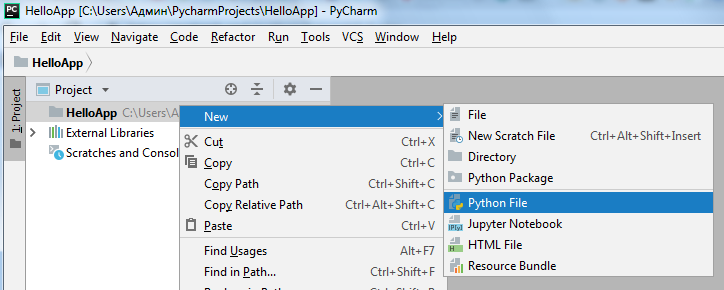 PC HelloApp [C:\Users\Админ\PycharmProjects\HelloApp] - PyCharm
File Edit View Navigate Code Refactor Run Tools VCS Window Help
HelloApp
1: Project
Project
HelloApp C:\Users\А
External Libraries
Scratches and Consol
New
Cut Ctrl+X
Copy Ctrl+C
Copy Path Ctrl+Shift+C
Copy Relative Path Ctrl+Alt+Shift+C
Paste Ctrl+V
Find Usages Alt+F7
Find in Path... Ctrl+Shift+F
File
New Scratch File Ctrl+Alt+Shift+Insert
Directory
Python Package
Python File
Jupyter Notebook
HTML File
Resource Bundle